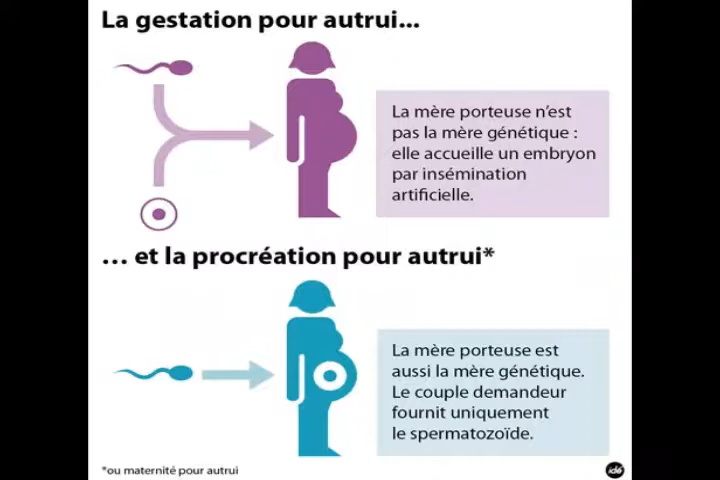 La gestation pour autrui...
La mère porteuse n'est
pas la mère génétique :
elle accueille un embryon
par insémination
artificielle.
... et la procréation pour autrui*
La mère porteuse est
aussi la mère génétique.
Le couple demandeur
fournit uniquement
le spermatozoïde.
*ou maternité pour autrui
idé